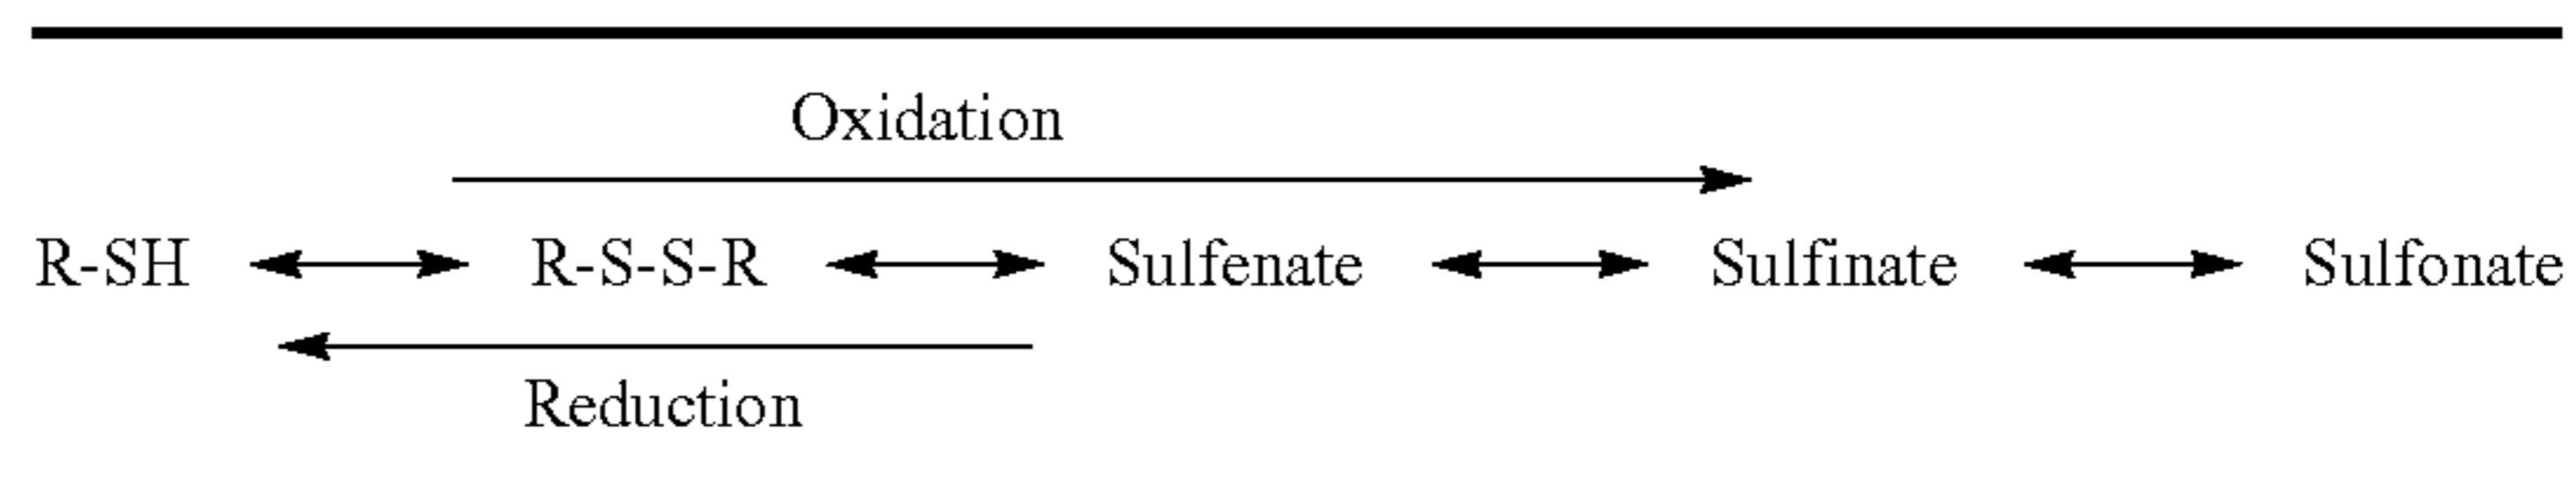 Oxidation
R-SH R-S-S-R Sulfenate Sulfinate Sulfonate
Reduction